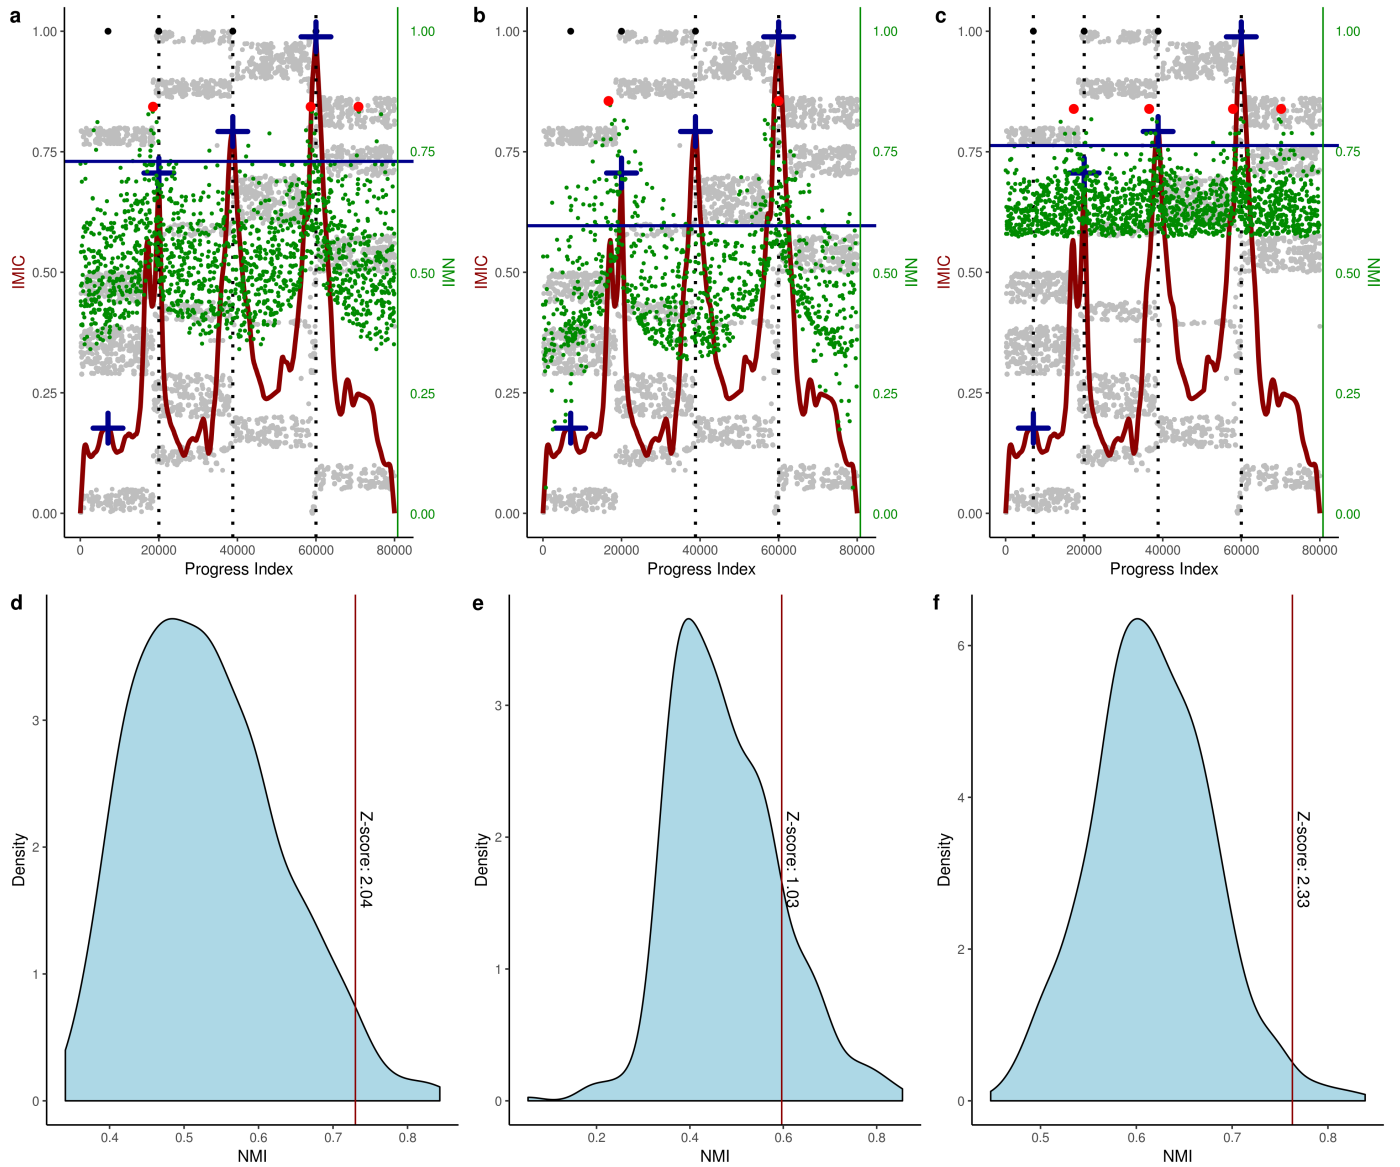 a
1.00
0.75
0.50
0.25
0.00
IMIC
0 20000 40000 60000 80000
Progress Index
1.00
0.75
0.50
0.25
0.00
NMI
b
1.00
0.75
0.50
0.25
0.00
IMIC
0 20000 40000 60000 80000
Progress Index
1.00
0.75
0.50
0.25
0.00
NMI
c
1.00
0.75
0.50
0.25
0.00
IMIC
0 20000 40000 60000 80000
Progress Index
1.00
0.75
0.50
0.25
0.00
NMI
d
3
2
1
0
Density
Z-score: 2.04
0.4 0.5 0.6 0.7 0.8
NMI
e
3
2
1
0
Density
Z-score: 1.03
0.2 0.4 0.6 0.8
NMI
f
6
4
2
0
Density
Z-score: 2.33
0.5 0.6 0.7 0.8
NMI